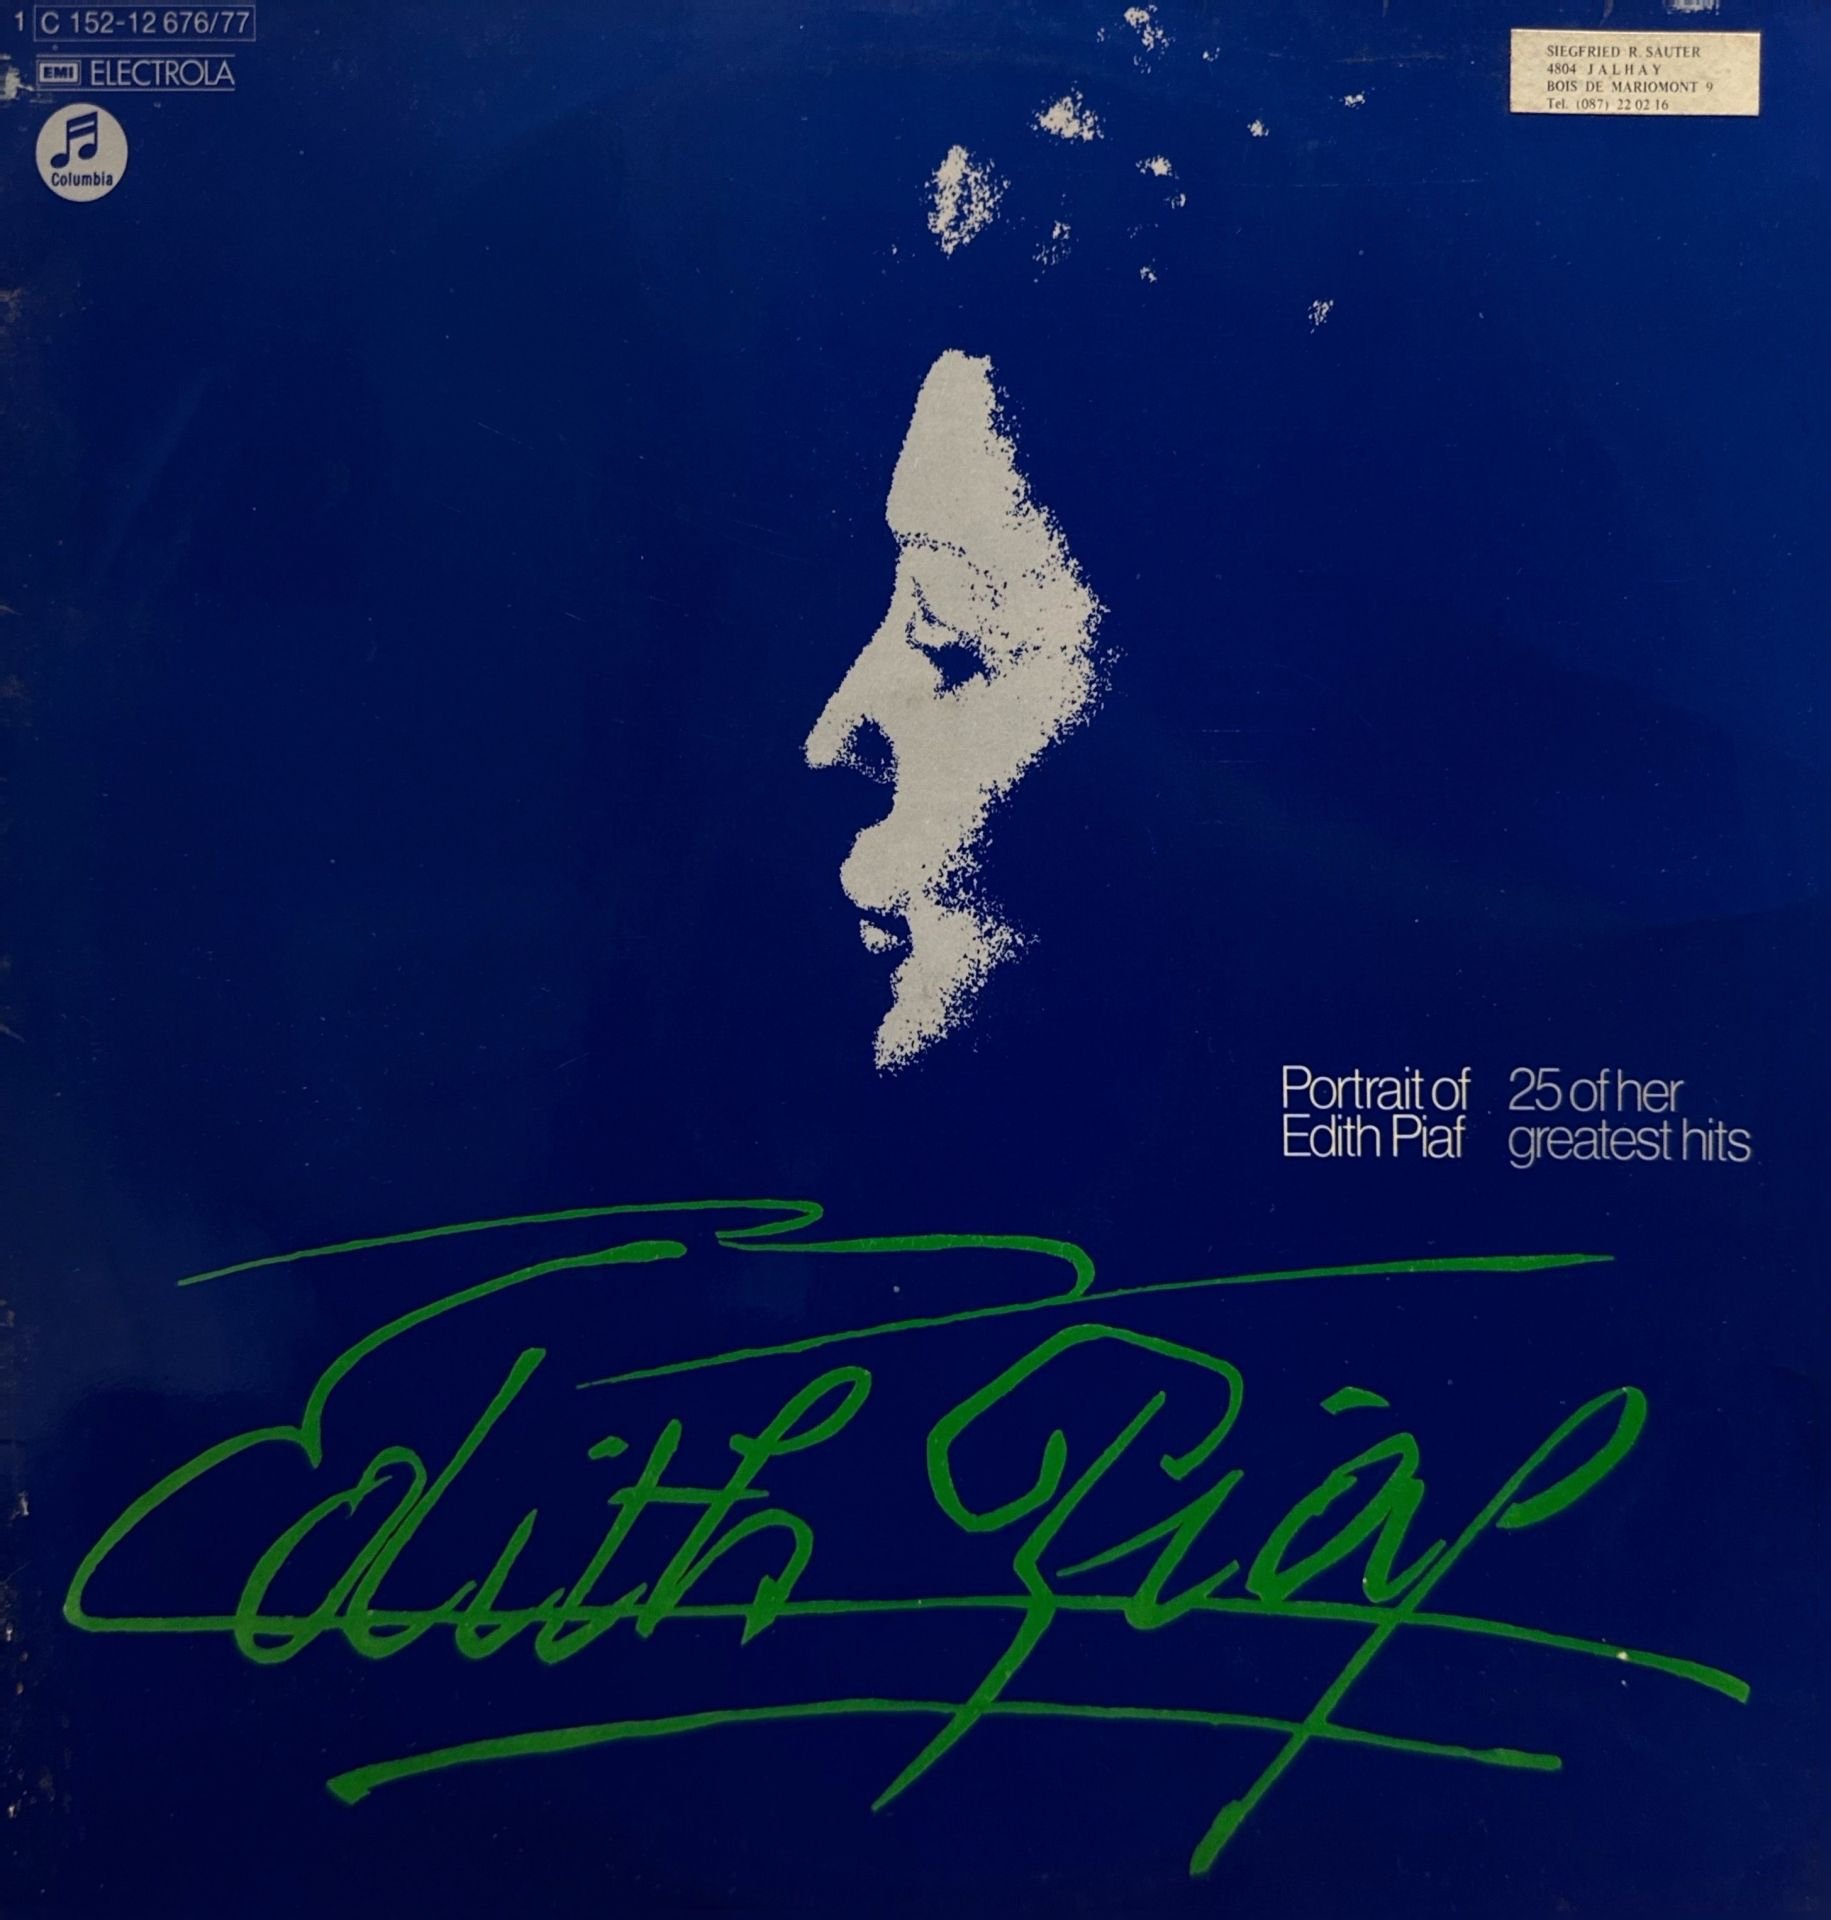 1 C 152-12 676/77
EMI ELECTROLA
Columbia
SIEGFRIED R. SAUTER
4804 JALHAY
BOIS DE MARIOMONT 9
Tel. (087) 22 02 16
Portrait of
Edith Piaf
25 of her
greatest hits
Edith Piaf